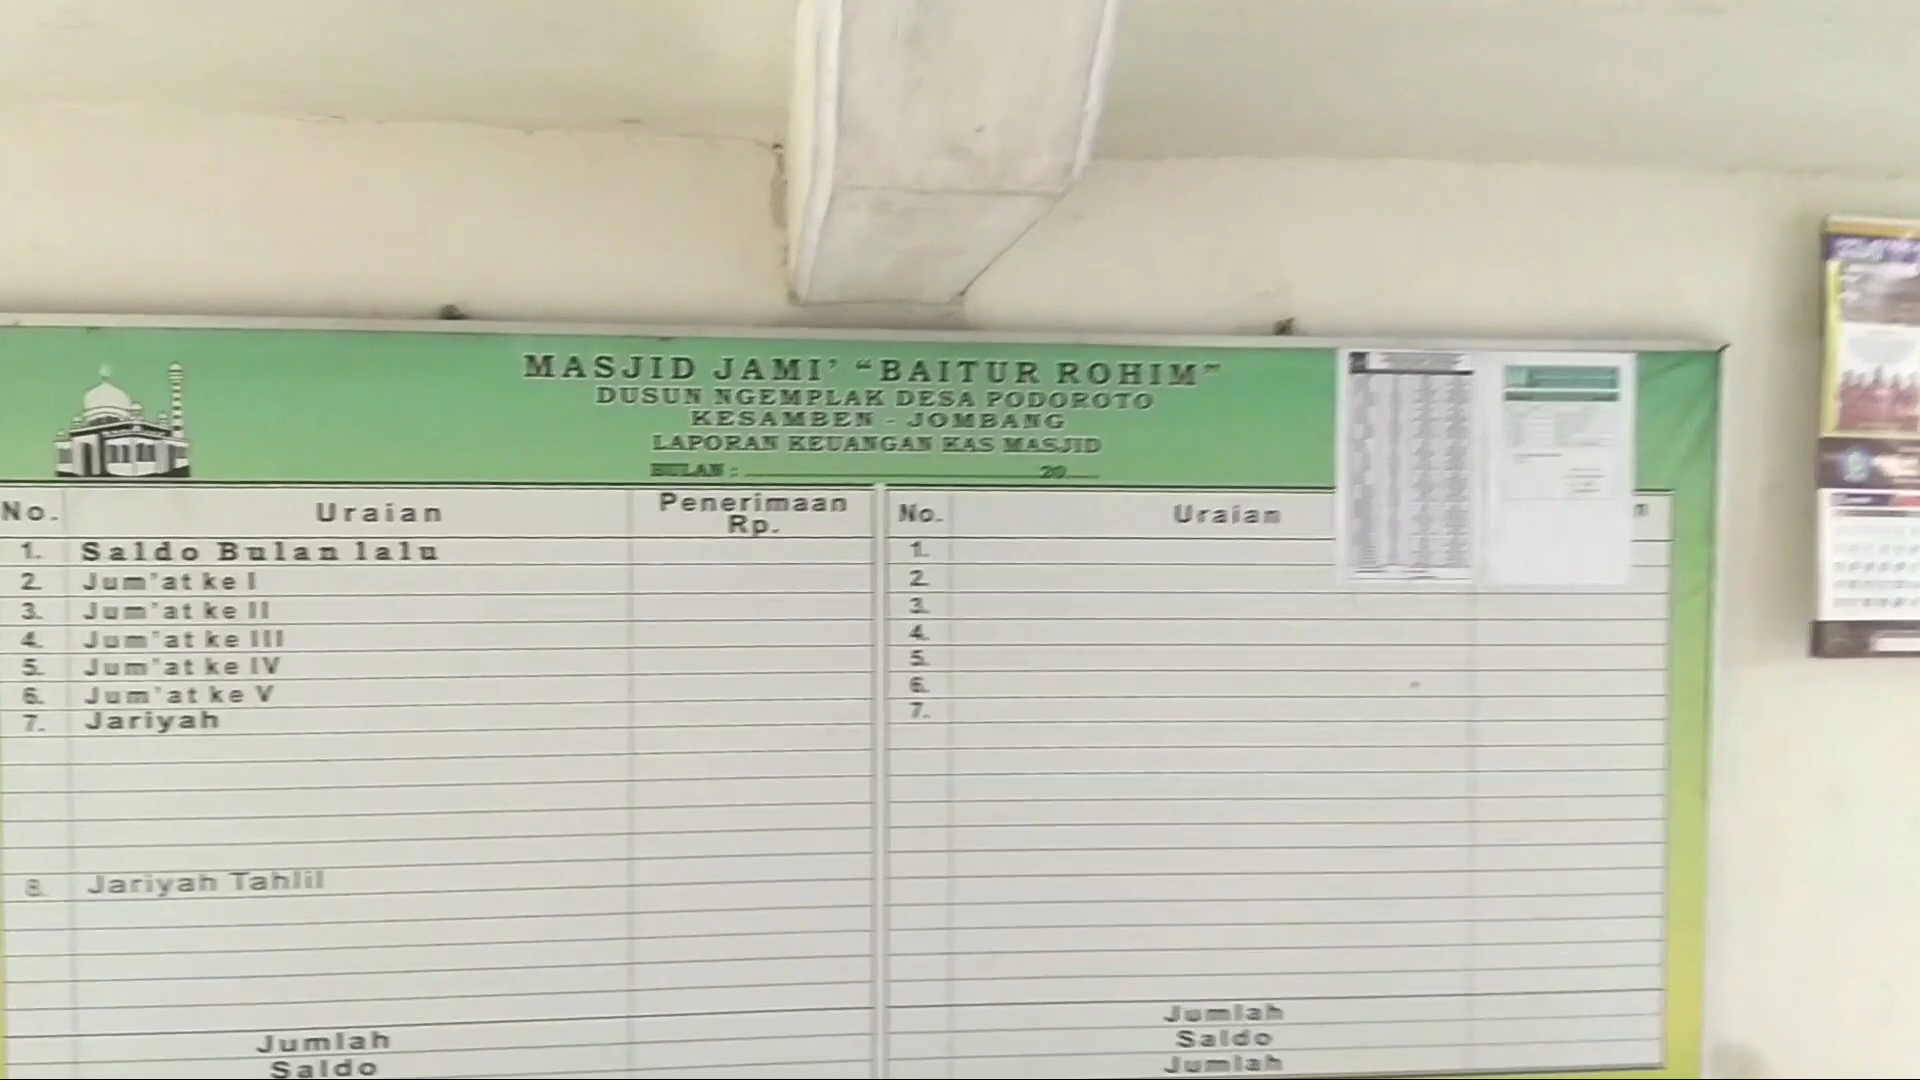 MASJID JAMI' “BAITUR ROHIM”
DUSUN NGEMPLAK DESA PODOROTO
KESAMBEN - JOMBANG
LAPORAN KEUANGAN KAS MASJID
BULAN : 20
No. Uraian Penerimaan Rp.
1. Saldo Bulan lalu
2. Jum'at ke I
3. Jum'at ke II
4. Jum'at ke III
5. Jum'at ke IV
6. Jum'at ke V
7. Jariyah
8. Jariyah Tahlil
Jumlah
Saldo
No. Uraian
1.
2.
3.
4.
5.
6.
7.
Jumlah
Saldo
Jumlah